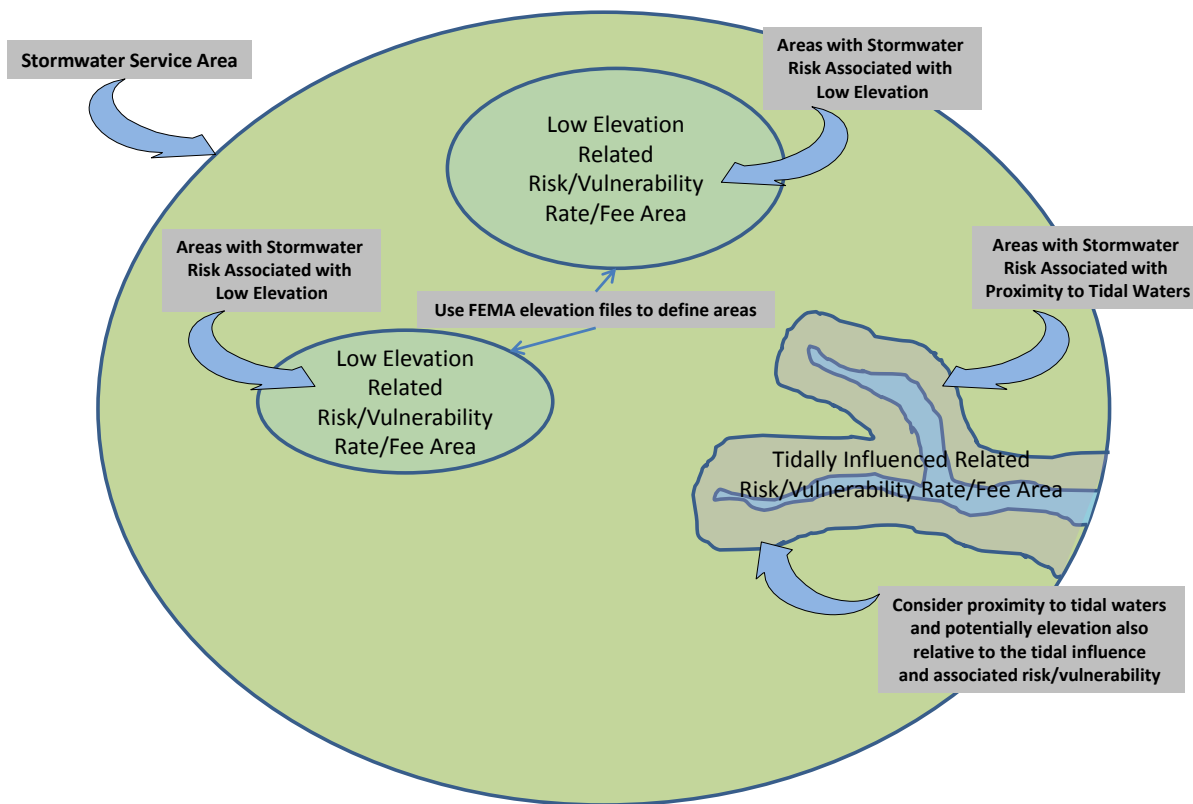 Stormwater Service Area
Areas with Stormwater
Risk Associated with
Low Elevation
Low Elevation
Related
Risk/Vulnerability
Rate/Fee Area
Areas with Stormwater
Risk Associated with
Low Elevation
Areas with Stormwater
Risk Associated with
Proximity to Tidal Waters
Use FEMA elevation files to define areas
Low Elevation
Related
Risk/Vulnerability
Rate/Fee Area
Tidally Influenced Related
Risk/Vulnerability Rate/Fee Area
Consider proximity to tidal waters
and potentially elevation also
relative to the tidal influence
and associated risk/vulnerability